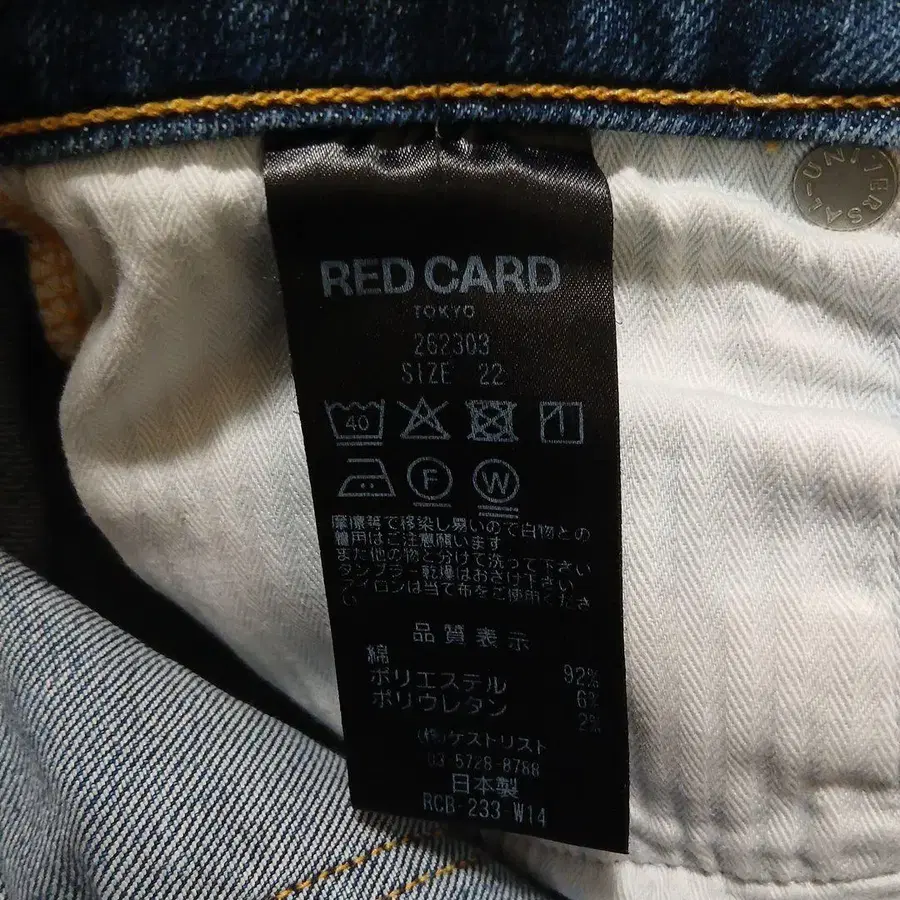 RED CARD
TOKYO
262303
SIZE 22
40
F W
摩擦等で移染し易いので白物との
着用はご注意願います
また他の物と分けて洗って下さい
タンブラー乾燥はおさけ下さい
アイロンは当て布をご使用くださ
い
品質表示
綿 92%
ポリエステル 6%
ポリウレタン 2%
(株)ゲストリスト
03-5728-8788
日本製
RCB-233-W14
UNIVERSAL